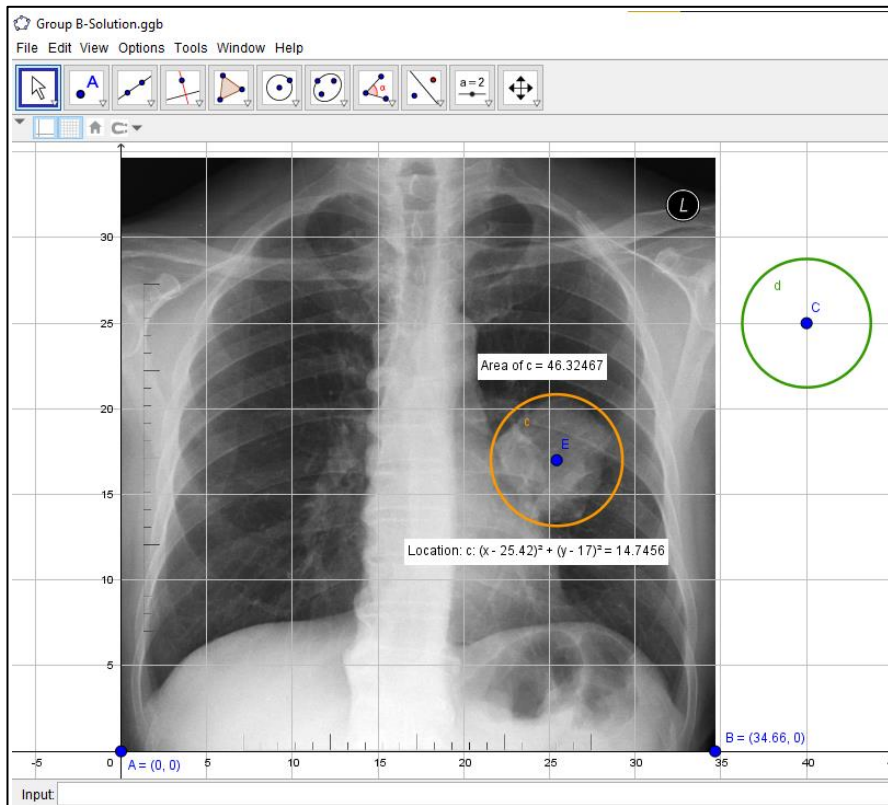 Group B-Solution.ggb
File Edit View Options Tools Window Help
A
α
a = 2
L
30
25
20
15
10
5
d
C
Area of c = 46.32467
c
E
Location: c: (x - 25.42)² + (y - 17)² = 14.7456
B = (34.66, 0)
-5 0 5 10 15 20 25 30 35 40
A = (0, 0)
Input: